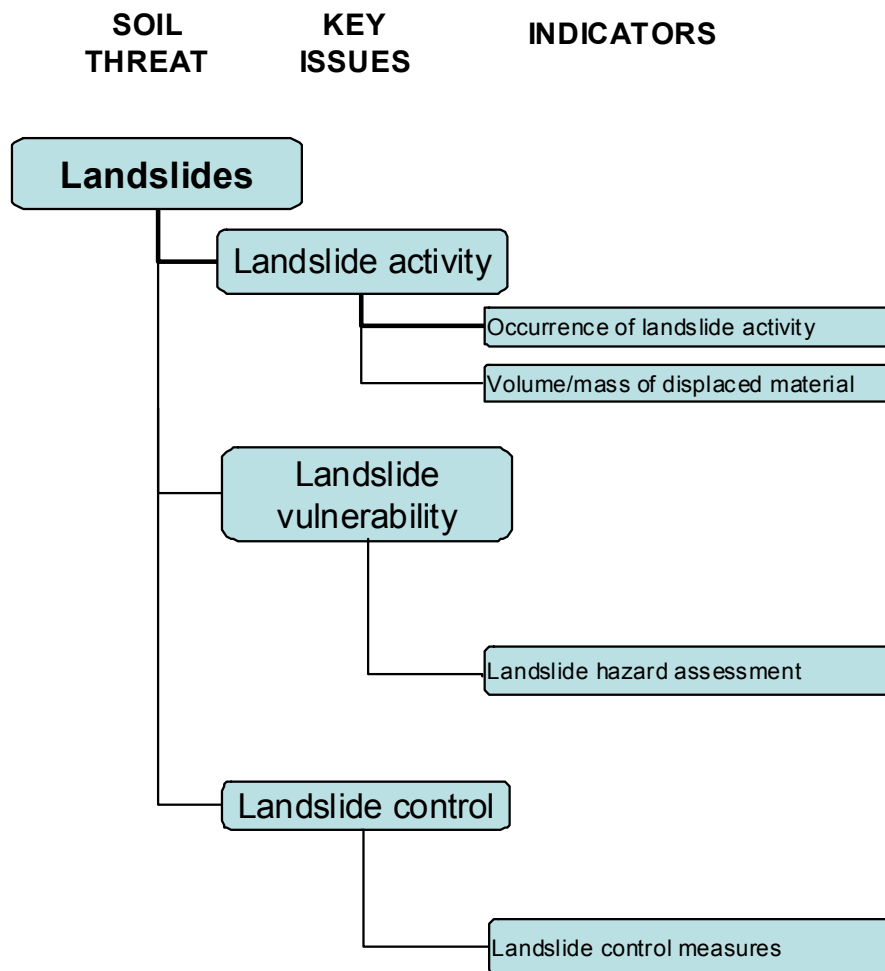 SOIL
THREAT
KEY
ISSUES
INDICATORS
Landslides
Landslide activity
Occurrence of landslide activity
Volume/mass of displaced material
Landslide
vulnerability
Landslide hazard assessment
Landslide control
Landslide control measures